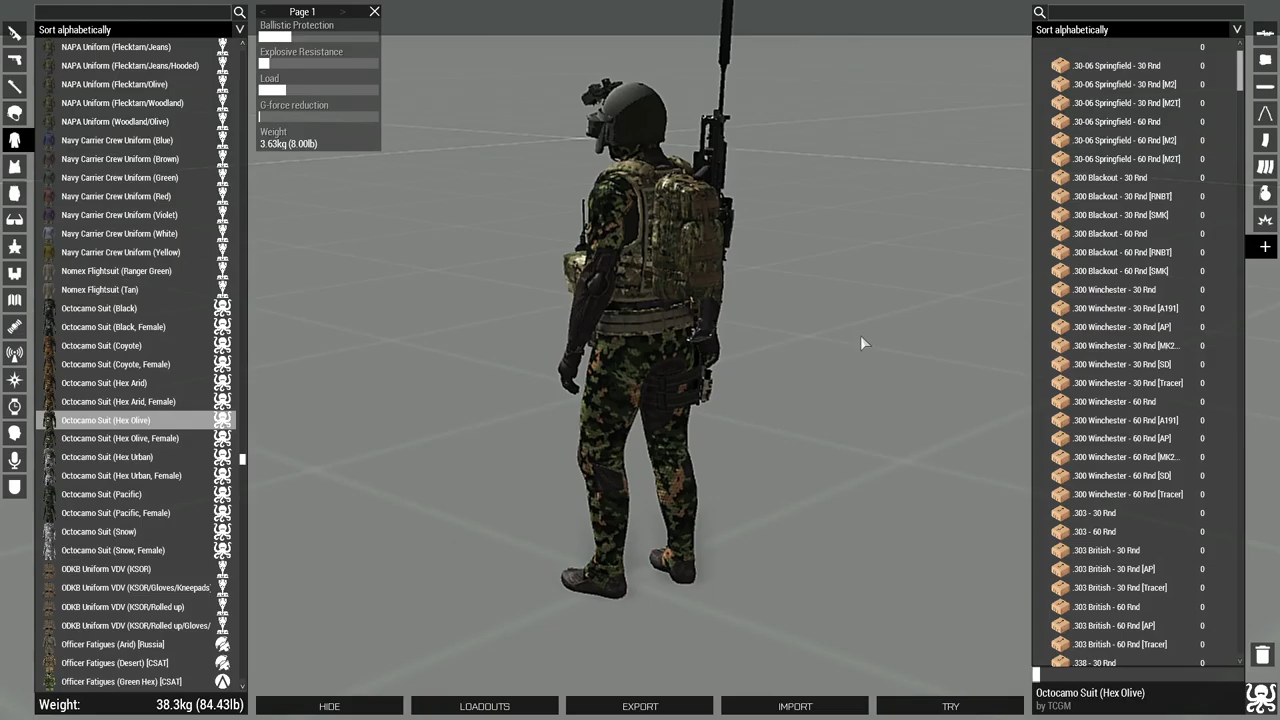 Sort alphabetically
NAPA Uniform (Flecktarn/Jeans)
NAPA Uniform (Flecktarn/Jeans/Hooded)
NAPA Uniform (Flecktarn/Olive)
NAPA Uniform (Flecktarn/Woodland)
NAPA Uniform (Woodland/Olive)
Navy Carrier Crew Uniform (Blue)
Navy Carrier Crew Uniform (Brown)
Navy Carrier Crew Uniform (Green)
Navy Carrier Crew Uniform (Red)
Navy Carrier Crew Uniform (Violet)
Navy Carrier Crew Uniform (White)
Navy Carrier Crew Uniform (Yellow)
Nomex Flightsuit (Ranger Green)
Nomex Flightsuit (Tan)
Octocamo Suit (Black)
Octocamo Suit (Black, Female)
Octocamo Suit (Coyote)
Octocamo Suit (Coyote, Female)
Octocamo Suit (Hex Arid)
Octocamo Suit (Hex Arid, Female)
Octocamo Suit (Hex Olive)
Octocamo Suit (Hex Olive, Female)
Octocamo Suit (Hex Urban)
Octocamo Suit (Hex Urban, Female)
Octocamo Suit (Pacific)
Octocamo Suit (Pacific, Female)
Octocamo Suit (Snow)
Octocamo Suit (Snow, Female)
ODKB Uniform VDV (KSOR)
ODKB Uniform VDV (KSOR/Gloves/Kneepads)
ODKB Uniform VDV (KSOR/Rolled up)
ODKB Uniform VDV (KSOR/Rolled up/Gloves/
Officer Fatigues (Arid) [Russia]
Officer Fatigues (Desert) [CSAT]
Officer Fatigues (Green Hex) [CSAT]
Weight: 38.3kg (84.43lb)
< Page 1 >
Ballistic Protection
Explosive Resistance
Load
G-force reduction
Weight
3.63kg (8.00lb)
HIDE
LOADOUTS
EXPORT
IMPORT
TRY
Sort alphabetically
0
.30-06 Springfield - 30 Rnd 0
.30-06 Springfield - 30 Rnd [M2] 0
.30-06 Springfield - 30 Rnd [M2T] 0
.30-06 Springfield - 60 Rnd 0
.30-06 Springfield - 60 Rnd [M2] 0
.30-06 Springfield - 60 Rnd [M2T] 0
.300 Blackout - 30 Rnd 0
.300 Blackout - 30 Rnd [RNBT] 0
.300 Blackout - 30 Rnd [SMK] 0
.300 Blackout - 60 Rnd 0
.300 Blackout - 60 Rnd [RNBT] 0
.300 Blackout - 60 Rnd [SMK] 0
.300 Winchester - 30 Rnd 0
.300 Winchester - 30 Rnd [A191] 0
.300 Winchester - 30 Rnd [AP] 0
.300 Winchester - 30 Rnd [MK2... 0
.300 Winchester - 30 Rnd [SD] 0
.300 Winchester - 30 Rnd [Tracer] 0
.300 Winchester - 60 Rnd 0
.300 Winchester - 60 Rnd [A191] 0
.300 Winchester - 60 Rnd [AP] 0
.300 Winchester - 60 Rnd [MK2... 0
.300 Winchester - 60 Rnd [SD] 0
.300 Winchester - 60 Rnd [Tracer] 0
.303 - 30 Rnd 0
.303 - 60 Rnd 0
.303 British - 30 Rnd 0
.303 British - 30 Rnd [AP] 0
.303 British - 30 Rnd [Tracer] 0
.303 British - 60 Rnd 0
.303 British - 60 Rnd [AP] 0
.303 British - 60 Rnd [Tracer] 0
.338 - 30 Rnd 0
Octocamo Suit (Hex Olive)
by TCGM